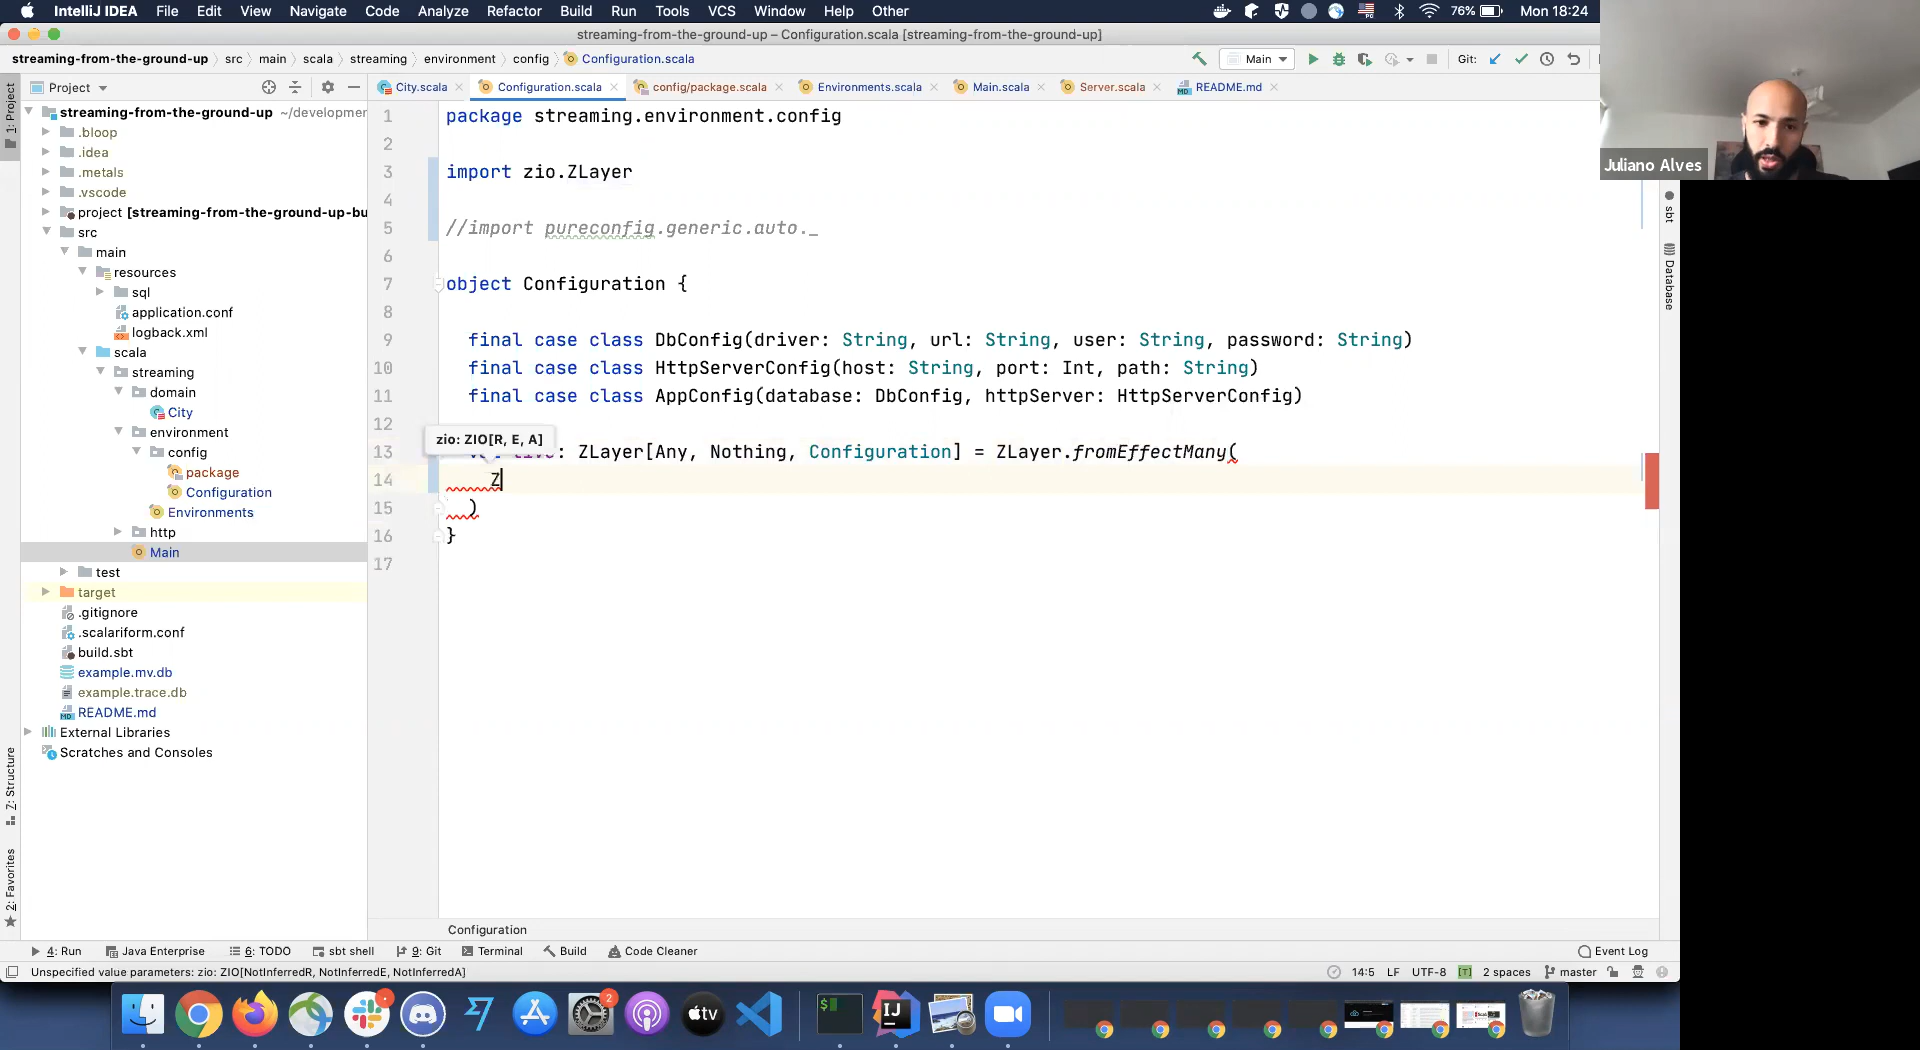 IntelliJ IDEA File Edit View Navigate Code Analyze Refactor Build Run Tools VCS Window Help Other 76% Mon 18:24
streaming-from-the-ground-up – Configuration.scala [streaming-from-the-ground-up]
streaming-from-the-ground-up src main scala streaming environment config Configuration.scala Main Git:
Project City.scala Configuration.scala config/package.scala Environments.scala Main.scala Server.scala README.md
Juliano Alves
1: Project
streaming-from-the-ground-up ~/developmen
.bloop
.idea
.metals
.vscode
project [streaming-from-the-ground-up-bu
src
main
resources
sql
application.conf
logback.xml
scala
streaming
domain
City
environment
config
package
Configuration
Environments
http
Main
test
target
.gitignore
.scalariform.conf
build.sbt
example.mv.db
example.trace.db
README.md
External Libraries
Scratches and Consoles
Z: Structure
2: Favorites
1 package streaming.environment.config
2
3 import zio.ZLayer
4
5 //import pureconfig.generic.auto._
6
7 object Configuration {
8
9 final case class DbConfig(driver: String, url: String, user: String, password: String)
10 final case class HttpServerConfig(host: String, port: Int, path: String)
11 final case class AppConfig(database: DbConfig, httpServer: HttpServerConfig)
12
zio: ZIO[R, E, A]
13 : ZLayer[Any, Nothing, Configuration] = ZLayer.fromEffectMany(
14 Z
15 )
16 }
17
sbt
Database
Configuration
4: Run Java Enterprise 6: TODO sbt shell 9: Git Terminal Build Code Cleaner Event Log
Unspecified value parameters: zio: ZIO[NotInferredR, NotInferredE, NotInferredA] 14:5 LF UTF-8 [T] 2 spaces master
2
$
IJ
tv